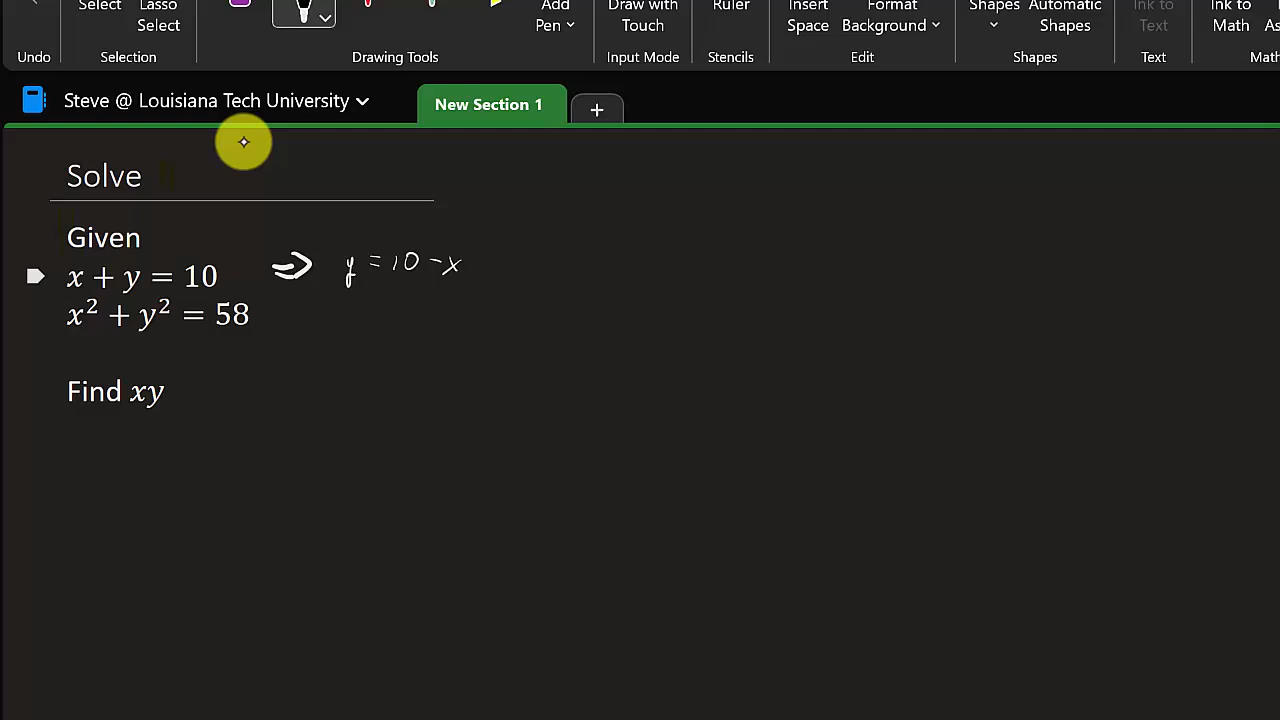 Select Lasso Select Add Pen Draw with Touch Ruler Insert Space Format Background Shapes Automatic Shapes Ink to Text Ink to Math
Undo Selection Drawing Tools Input Mode Stencils Edit Shapes Text Math
Steve @ Louisiana Tech University New Section 1 +
Solve
Given
x + y = 10 ⇒ y = 10 - x
x² + y² = 58
Find xy